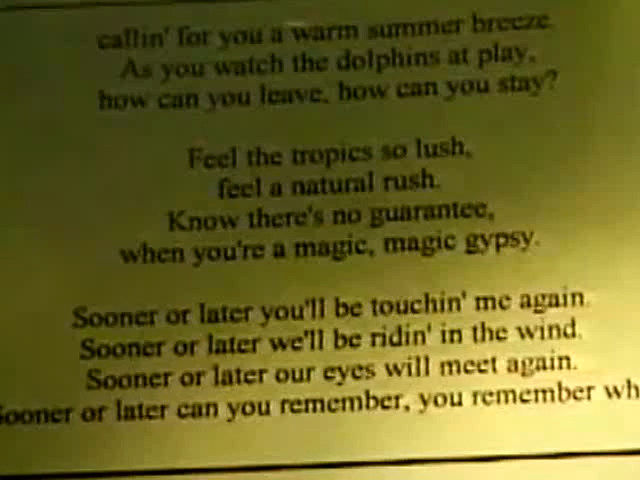 callin' for you a warm summer breeze.
As you watch the dolphins at play,
how can you leave, how can you stay?
Feel the tropics so lush,
feel a natural rush.
Know there's no guarantee,
when you're a magic, magic gypsy.
Sooner or later you'll be touchin' me again.
Sooner or later we'll be ridin' in the wind.
Sooner or later our eyes will meet again.
Sooner or later can you remember, you remember wh